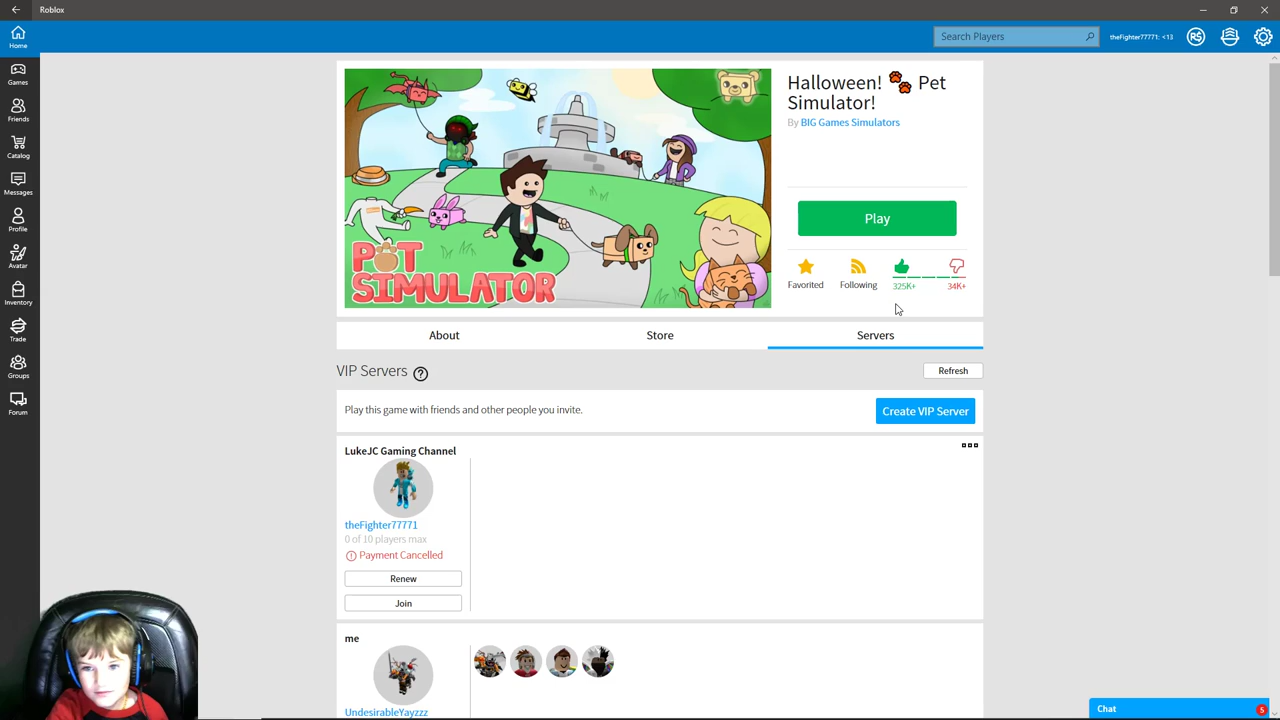 Roblox
Home
Search Players
theFighter77771: <13
Games
Friends
Catalog
Messages
Profile
Avatar
Inventory
Trade
Groups
Forum
PET
SIMULATOR
Halloween! Pet
Simulator!
By BIG Games Simulators
Play
Favorited
Following
325K+
34K+
About
Store
Servers
VIP Servers
Refresh
Play this game with friends and other people you invite.
Create VIP Server
LukeJC Gaming Channel
theFighter77771
0 of 10 players max
Payment Cancelled
Renew
Join
me
UndesirableYayzzz
Chat
5